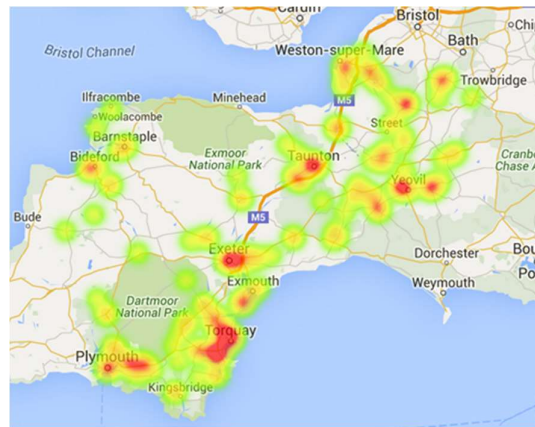 Cardiff
Bristol
Chi
Bristol Channel
Weston-super-Mare
Bath
Trowbridge
Ilfracombe
Minehead
M5
Woolacombe
Street
Barnstaple
Exmoor
National Park
Taunton
Cranbo
Chase A
Bideford
Yeovil
Bude
M5
Exeter
Dorchester
Bou
Exmouth
Weymouth
Po
Dartmoor
National Park
Torquay
Plymouth
Kingsbridge